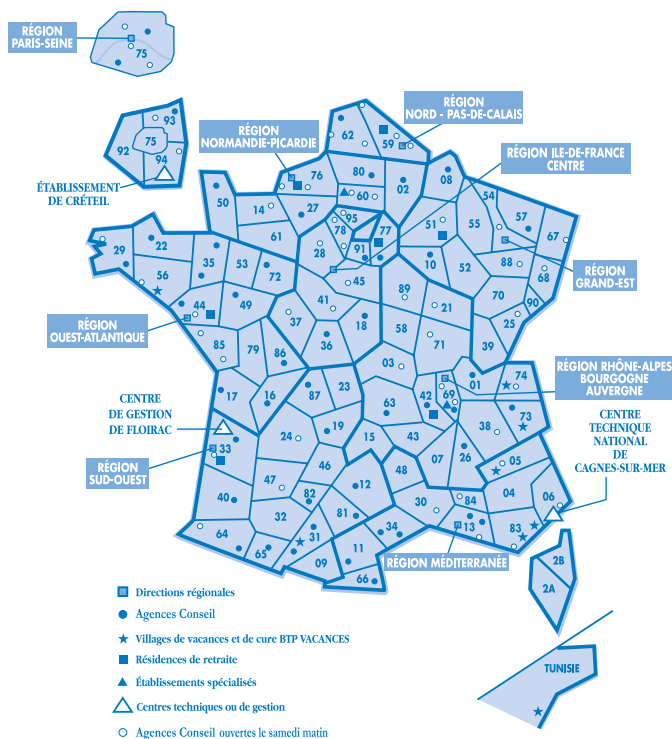 RÉGION
PARIS-SEINE
75
93
92
75
94
ÉTABLISSEMENT
DE CRÉTEIL
RÉGION
NORMANDIE-PICARDIE
RÉGION
NORD - PAS-DE-CALAIS
RÉGION ILE-DE-FRANCE
CENTRE
62
59
76
80
02
08
60
50
14
27
61
95
78
77
91
28
51
54
55
57
67
88
68
10
52
RÉGION
GRAND-EST
29
22
56
35
53
72
44
49
RÉGION
OUEST-ATLANTIQUE
85
79
86
37
41
45
18
36
89
21
58
71
70
90
25
39
03
RÉGION RHÔNE-ALPES
BOURGOGNE
AUVERGNE
17
16
87
23
63
42
69
01
74
73
38
CENTRE
DE GESTION
DE FLOIRAC
CENTRE
TECHNIQUE
NATIONAL
DE
CAGNES-SUR-MER
19
24
15
43
07
26
05
33
RÉGION
SUD-OUEST
46
48
47
40
82
12
30
84
04
06
32
81
34
13
83
64
65
31
09
11
66
RÉGION MÉDITERRANÉE
2B
2A
TUNISIE
Directions régionales
Agences Conseil
Villages de vacances et de cure BTP VACANCES
Résidences de retraite
Établissements spécialisés
Centres techniques ou de gestion
Agences Conseil ouvertes le samedi matin